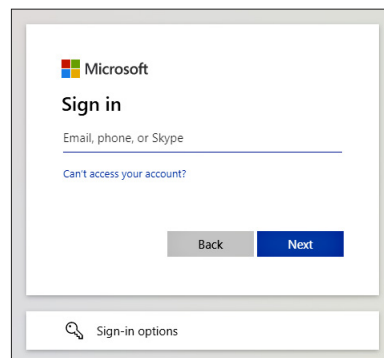 Microsoft
Sign in
Email, phone, or Skype
Can't access your account?
Back Next
Sign-in options